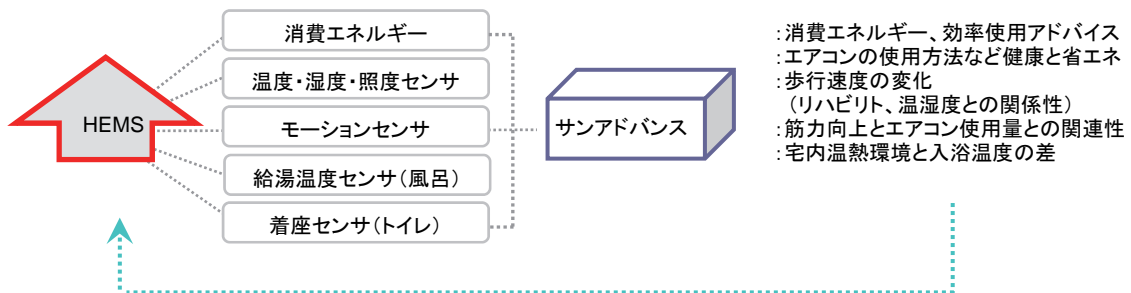 HEMS
消費エネルギー
温度・湿度・照度センサ
モーションセンサ
給湯温度センサ（風呂）
着座センサ（トイレ）
サンアドバンス
：消費エネルギー、効率使用アドバイス
：エアコンの使用方法など健康と省エネ
：歩行速度の変化
（リハビリト、温湿度との関係性）
：筋力向上とエアコン使用量との関連性
：宅内温熱環境と入浴温度の差